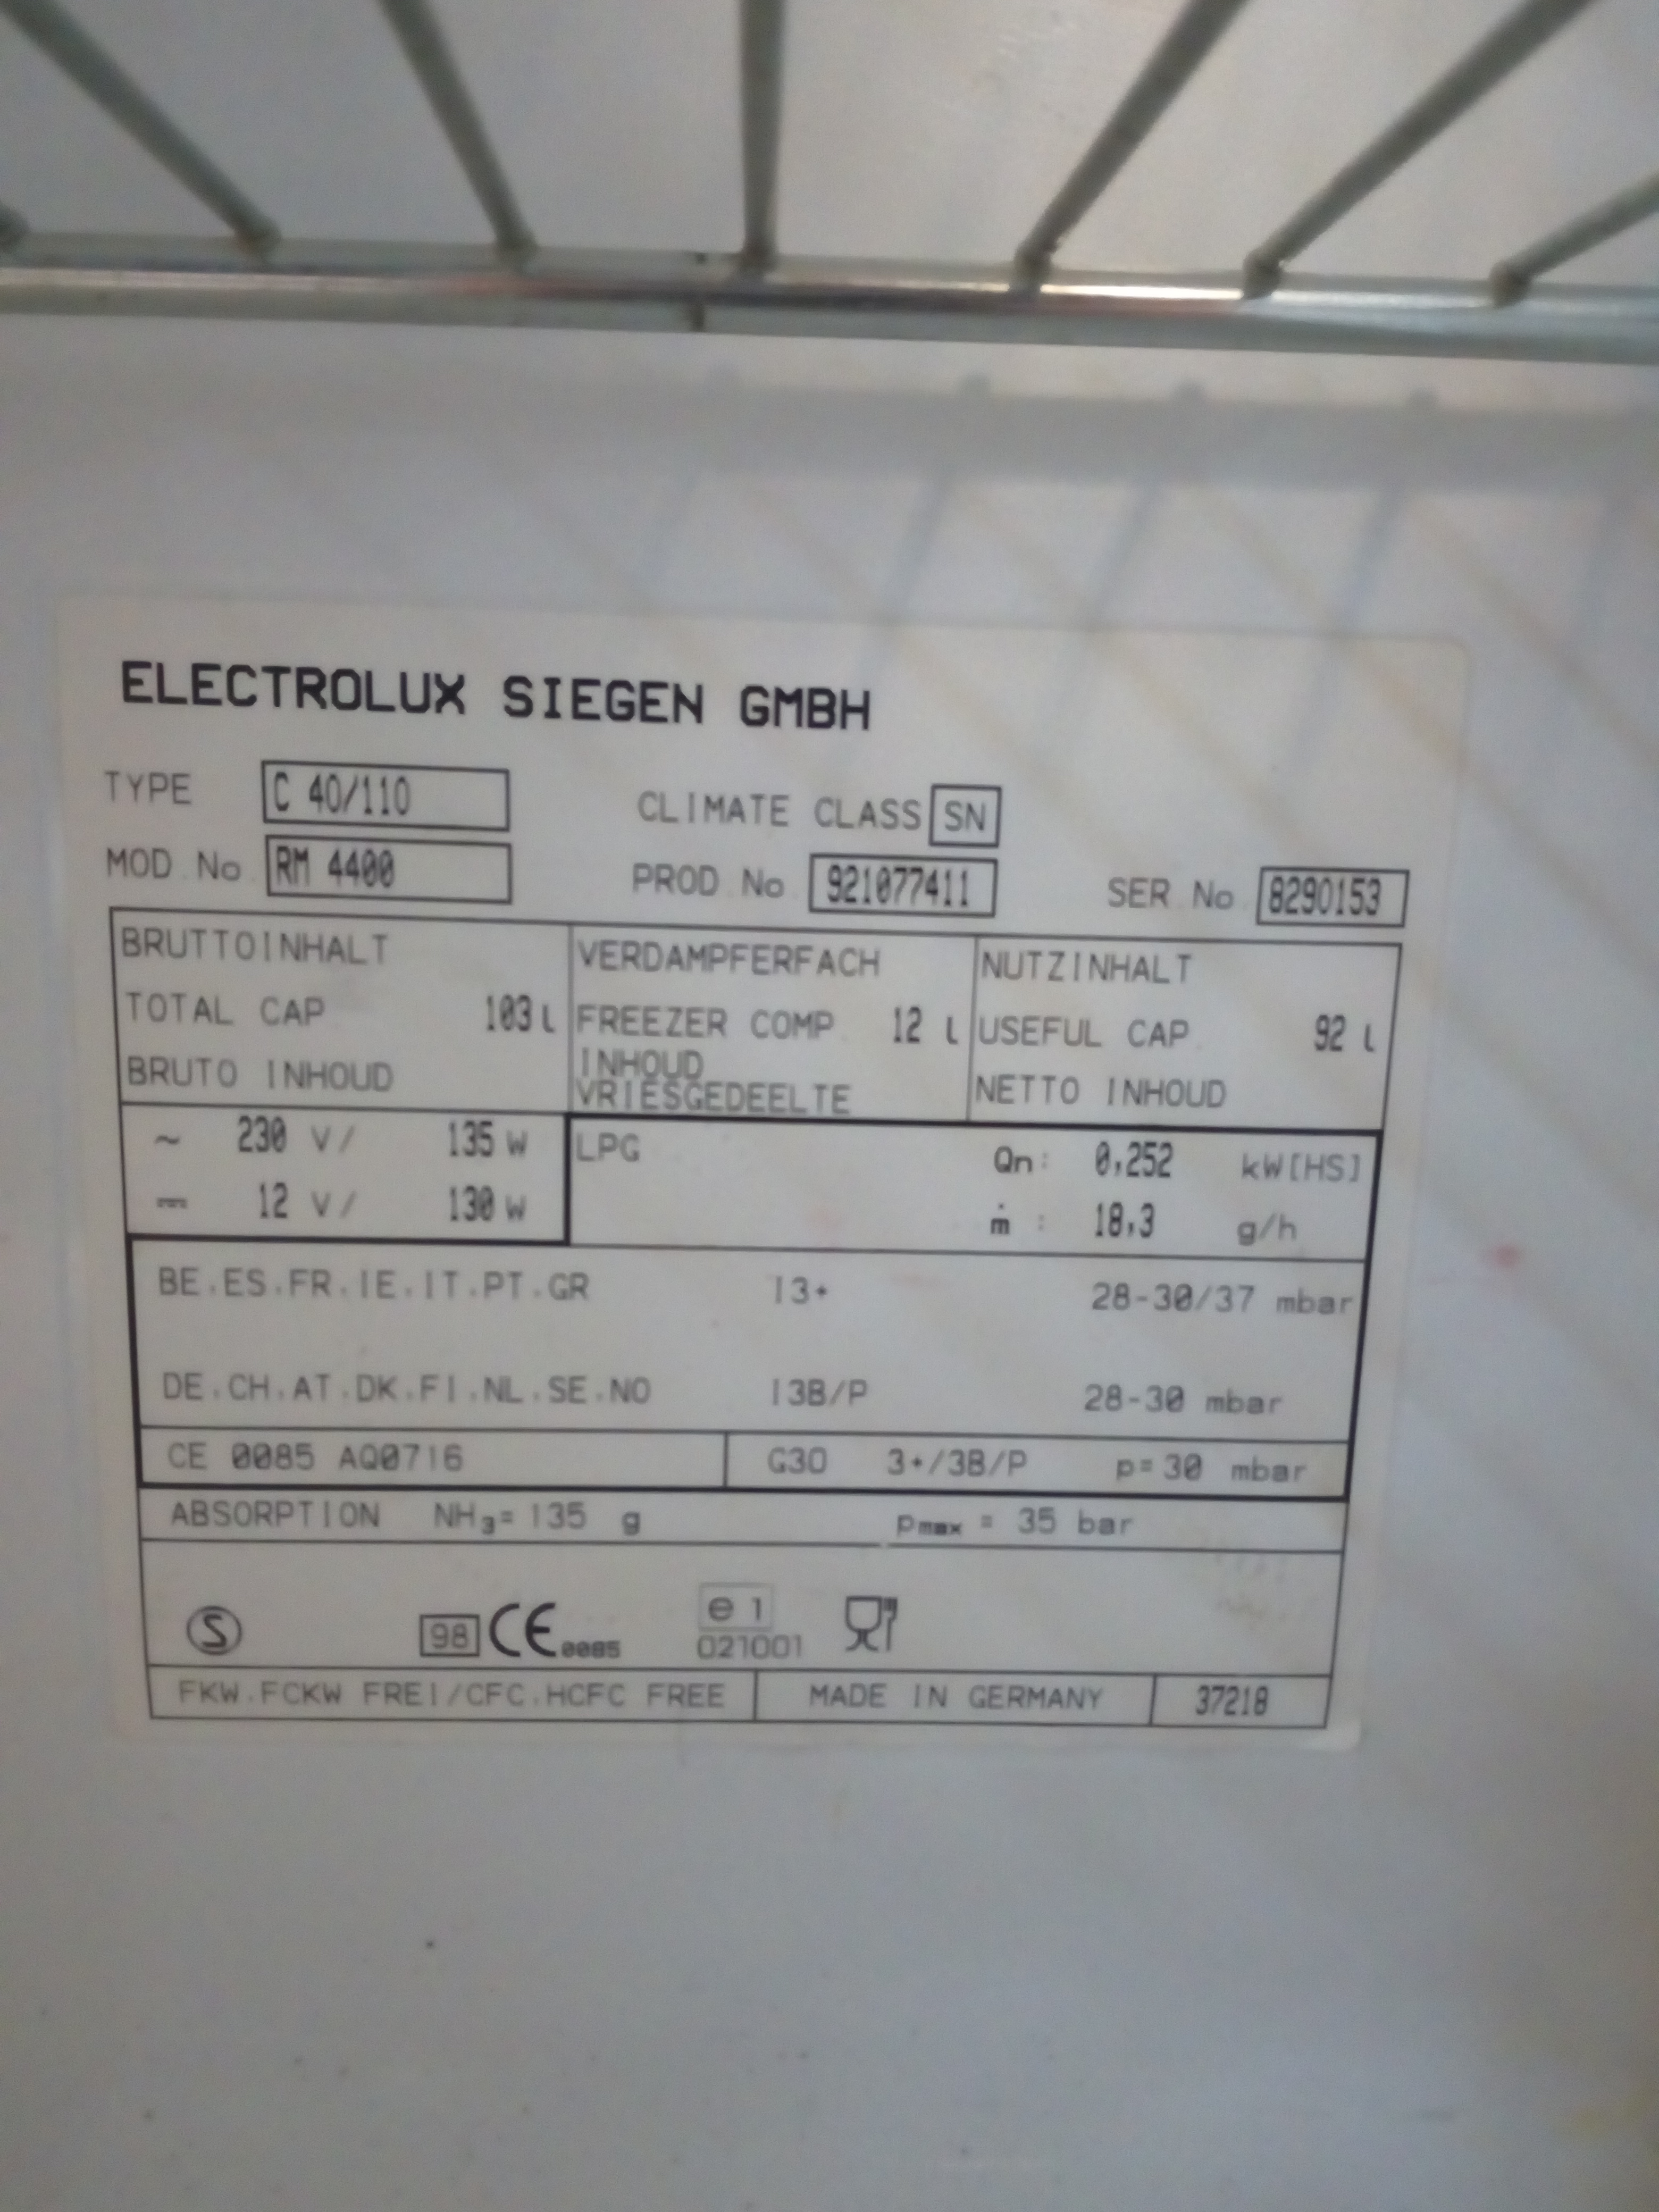 ELECTROLUX SIEGEN GMBH
TYPE C 40/110 CLIMATE CLASS SN
MOD. No. RM 4400 PROD. No. 921077411 SER. No. 8290153
BRUTTOINHALT VERDAMPFERFACH NUTZINHALT
TOTAL CAP. 103 l FREEZER COMP. 12 l USEFUL CAP. 92 l
BRUTO INHOUD INHOUD VRIESGEDEELTE NETTO INHOUD
~ 230 V/ 135 W LPG Qn: 0,252 kW[HS]
⎓ 12 V/ 130 W ṁ : 18,3 g/h
BE.ES.FR.IE.IT.PT.GR I3+ 28-30/37 mbar
DE.CH.AT.DK.FI.NL.SE.NO I3B/P 28-30 mbar
CE 0085 AQ0716 G30 3+/3B/P p=30 mbar
ABSORPTION NH₃= 135 g pmax = 35 bar
S 98 CE 0085 e1
021001
FKW.FCKW FREI/CFC.HCFC FREE MADE IN GERMANY 37218